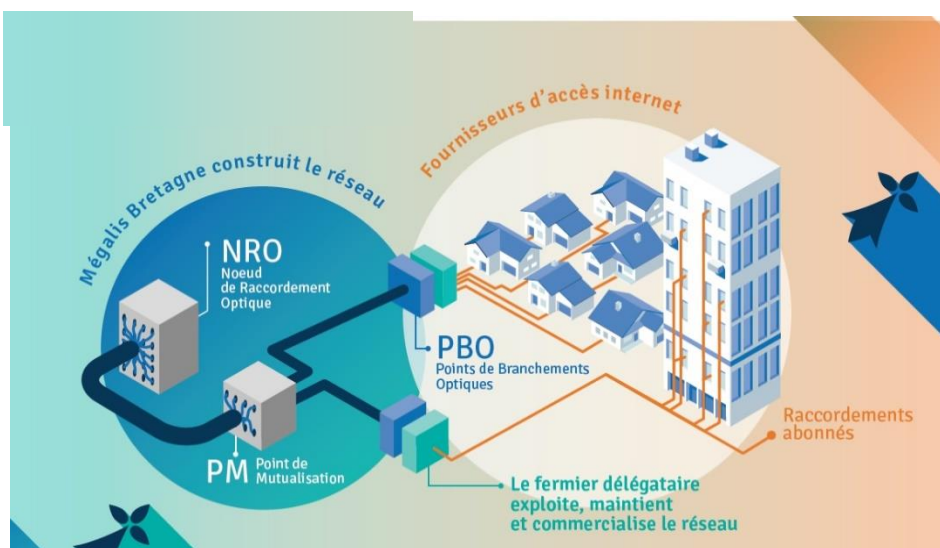 Mégalis Bretagne construit le réseau
Fournisseurs d'accès internet
NRO
Noeud
de Raccordement
Optique
PBO
Points de Branchements
Optiques
PM Point de
Mutualisation
Raccordements
abonnés
Le fermier délégataire
exploite, maintient
et commercialise le réseau